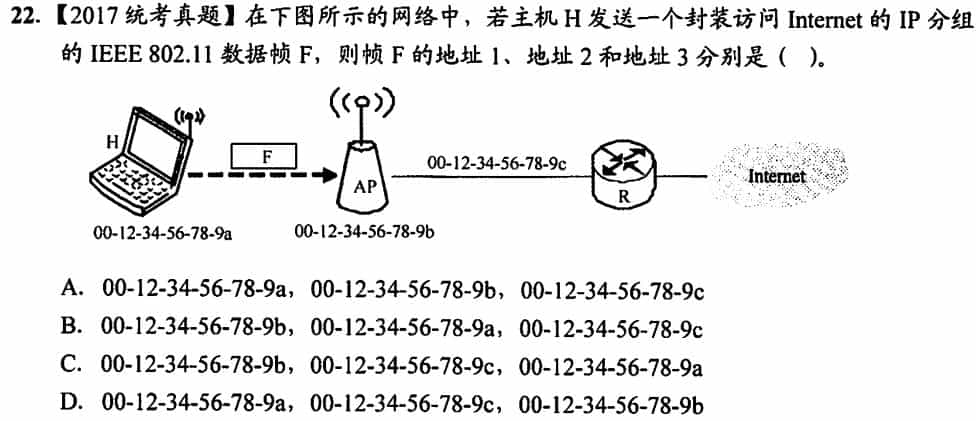 22.【2017 统考真题】在下图所示的网络中，若主机 H 发送一个封装访问 Internet 的 IP 分组
的 IEEE 802.11 数据帧 F，则帧 F 的地址 1、地址 2 和地址 3 分别是（ ）。
H
F
AP
00-12-34-56-78-9c
R
Internet
00-12-34-56-78-9a
00-12-34-56-78-9b
A. 00-12-34-56-78-9a，00-12-34-56-78-9b，00-12-34-56-78-9c
B. 00-12-34-56-78-9b，00-12-34-56-78-9a，00-12-34-56-78-9c
C. 00-12-34-56-78-9b，00-12-34-56-78-9c，00-12-34-56-78-9a
D. 00-12-34-56-78-9a，00-12-34-56-78-9c，00-12-34-56-78-9b